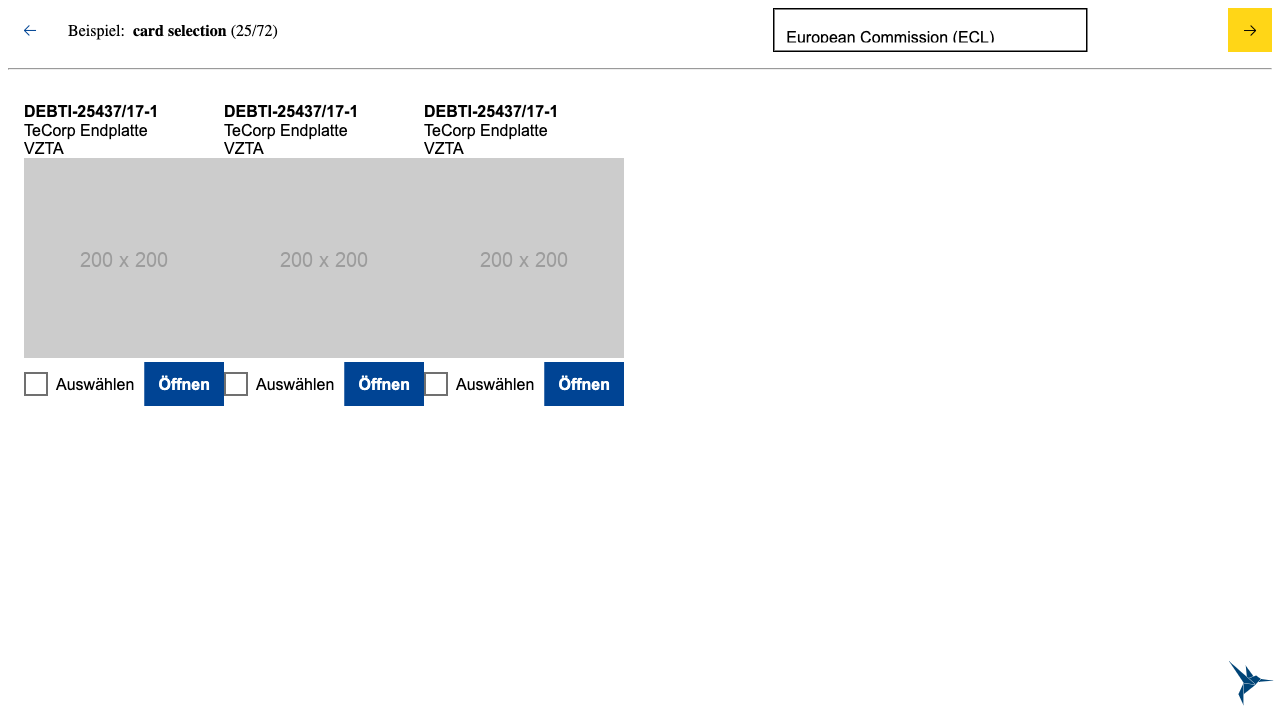 Beispiel: card selection (25/72)
European Commission (ECL)
DEBTI-25437/17-1
TeCorp Endplatte
VZTA
200 x 200
Auswählen
Öffnen
DEBTI-25437/17-1
TeCorp Endplatte
VZTA
200 x 200
Auswählen
Öffnen
DEBTI-25437/17-1
TeCorp Endplatte
VZTA
200 x 200
Auswählen
Öffnen